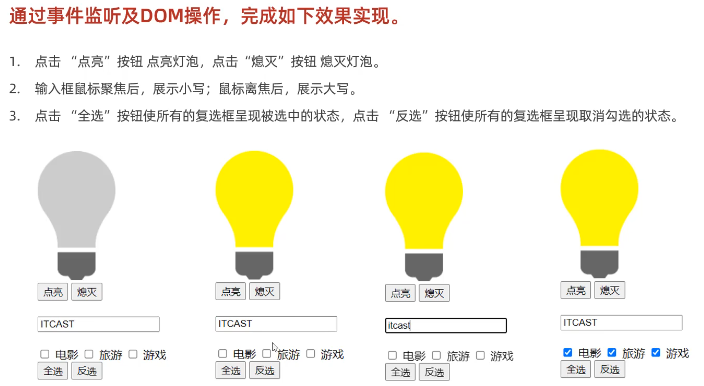 通过事件监听及DOM操作，完成如下效果实现。
1. 点击 “点亮”按钮 点亮灯泡，点击“熄灭”按钮 熄灭灯泡。
2. 输入框鼠标聚焦后，展示小写；鼠标离焦后，展示大写。
3. 点击 “全选”按钮使所有的复选框呈现被选中的状态，点击 “反选”按钮使所有的复选框呈现取消勾选的状态。
点亮 熄灭 点亮 熄灭 点亮 熄灭 点亮 熄灭
ITCAST ITCAST itcast ITCAST
电影 旅游 游戏 电影 旅游 游戏 电影 旅游 游戏 电影 旅游 游戏
全选 反选 全选 反选 全选 反选 全选 反选